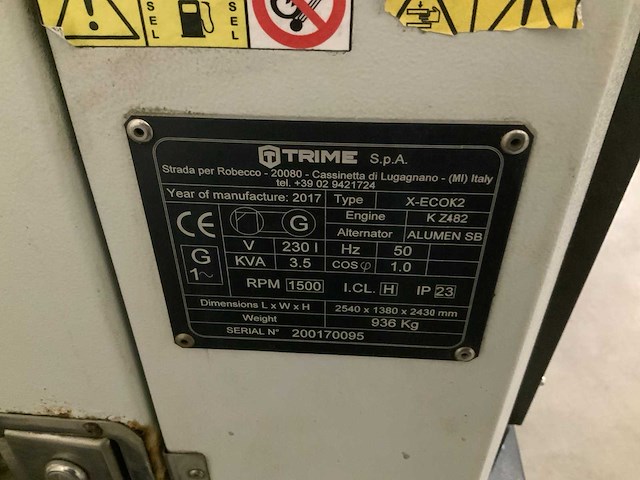 SEL
SEL
TRIME S.p.A.
Strada per Robecco - 20080 - Cassinetta di Lugagnano - (MI) Italy
tel. +39 02 9421724
Year of manufacture: 2017 Type X-ECOK2
CE G Engine K Z482
Alternator ALUMEN SB
G 1~ V 230 I Hz 50
KVA 3.5 COS φ 1.0
RPM 1500 I.CL. H IP 23
Dimensions L x W x H 2540 x 1380 x 2430 mm
Weight 936 Kg
SERIAL N° 200170095